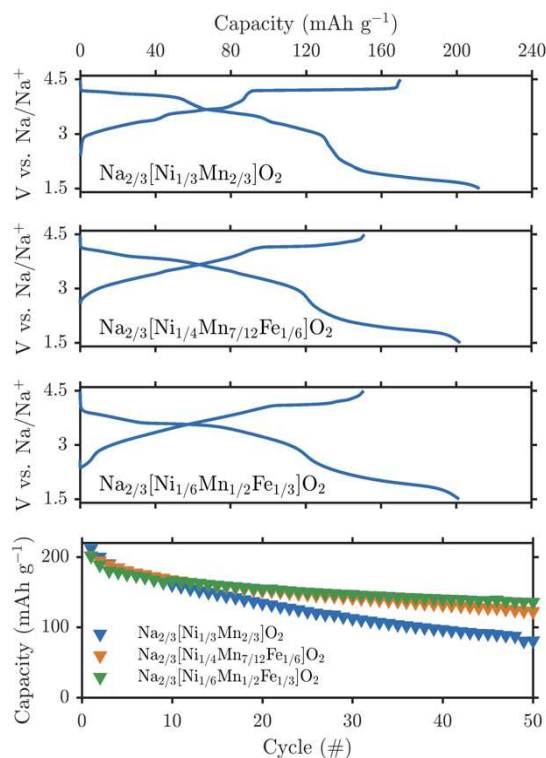 Capacity (mAh g⁻¹)
0 40 80 120 160 200 240
V vs. Na/Na⁺
4.5
3
1.5
Na₂/₃[Ni₁/₃Mn₂/₃]O₂
V vs. Na/Na⁺
4.5
3
1.5
Na₂/₃[Ni₁/₄Mn₇/₁₂Fe₁/₆]O₂
V vs. Na/Na⁺
4.5
3
1.5
Na₂/₃[Ni₁/₆Mn₁/₂Fe₁/₃]O₂
Capacity (mAh g⁻¹)
200
100
0
Na₂/₃[Ni₁/₃Mn₂/₃]O₂
Na₂/₃[Ni₁/₄Mn₇/₁₂Fe₁/₆]O₂
Na₂/₃[Ni₁/₆Mn₁/₂Fe₁/₃]O₂
0 10 20 30 40 50
Cycle (#)